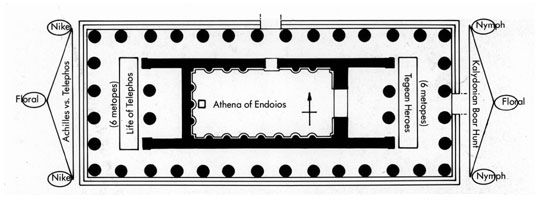 Nike
Nymph
Floral
Achilles vs. Telephos
(6 metopes)
Life of Telephos
Athena of Endoios
Tegean Heroes
(6 metopes)
Kalydonian Boar Hunt
Floral
Nike
Nymph